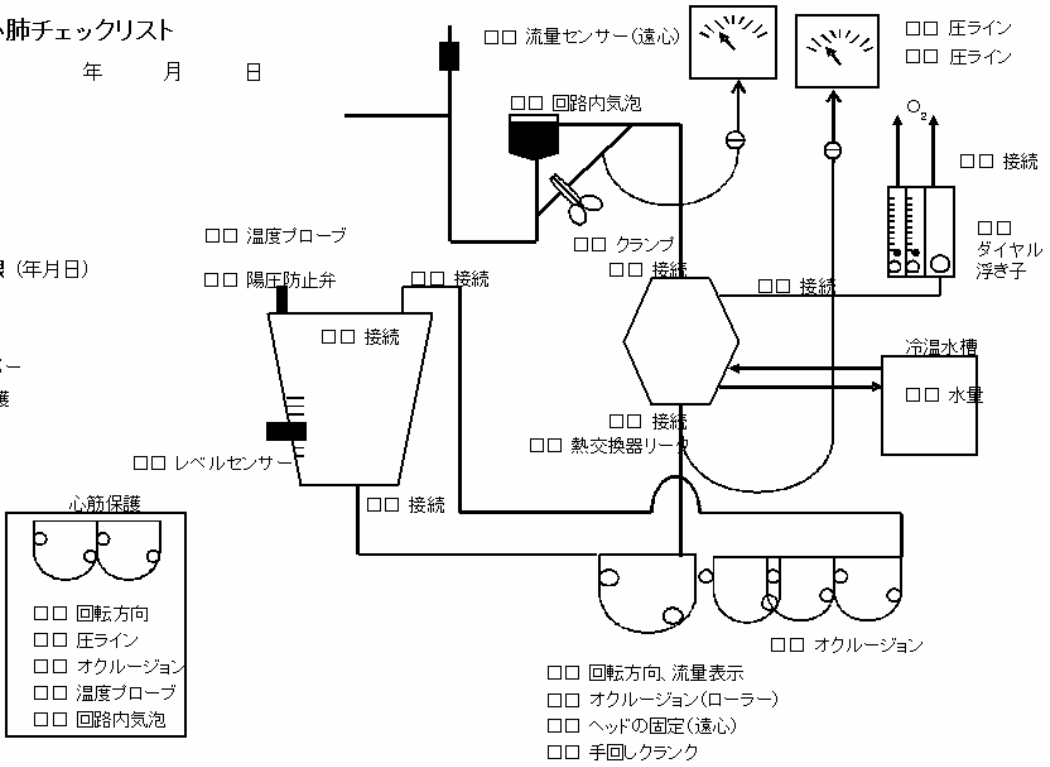 肺チェックリスト
年 月 日
□□ 流量センサー(遠心)
□□ 圧ライン
□□ 圧ライン
□□ 回路内気泡
O₂
□□ 接続
□□ 温度プローブ
□□ クランプ
□□
ダイヤル
浮き子
(年月日)
□□ 陽圧防止弁
□□ 接続
□□ 接続
□□ 接続
□□ 接続
冷温水槽
□□ 水量
ー
護
□□ 接続
□□ 熱交換器リーク
□□ レベルセンサー
□□ 接続
心筋保護
□□ 回転方向
□□ 圧ライン
□□ オクルージョン
□□ 温度プローブ
□□ 回路内気泡
□□ オクルージョン
□□ 回転方向、流量表示
□□ オクルージョン(ローラー)
□□ ヘッドの固定(遠心)
□□ 手回しクランク